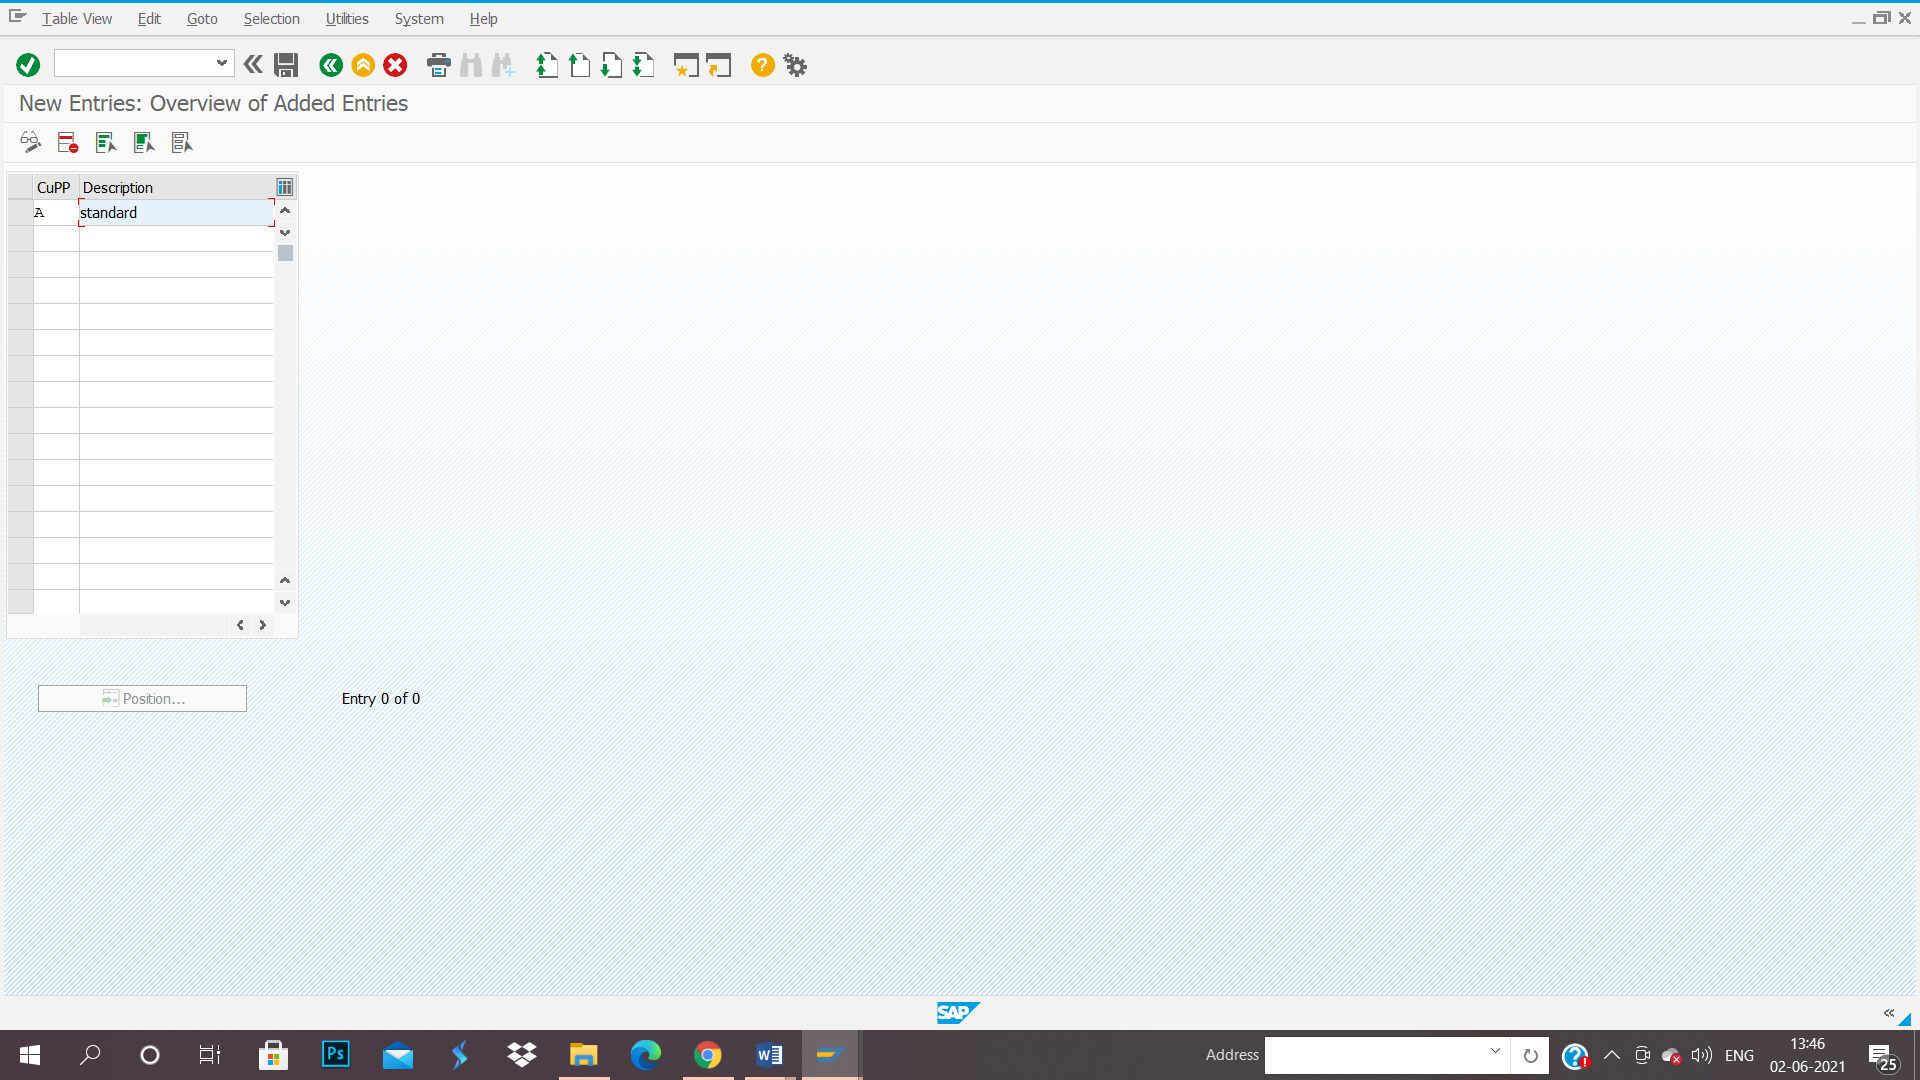 Table View Edit Goto Selection Utilities System Help
New Entries: Overview of Added Entries
CuPP Description
A standard
Position...
Entry 0 of 0
SAP
Ps
Address
ENG
13:46
02-06-2021
25